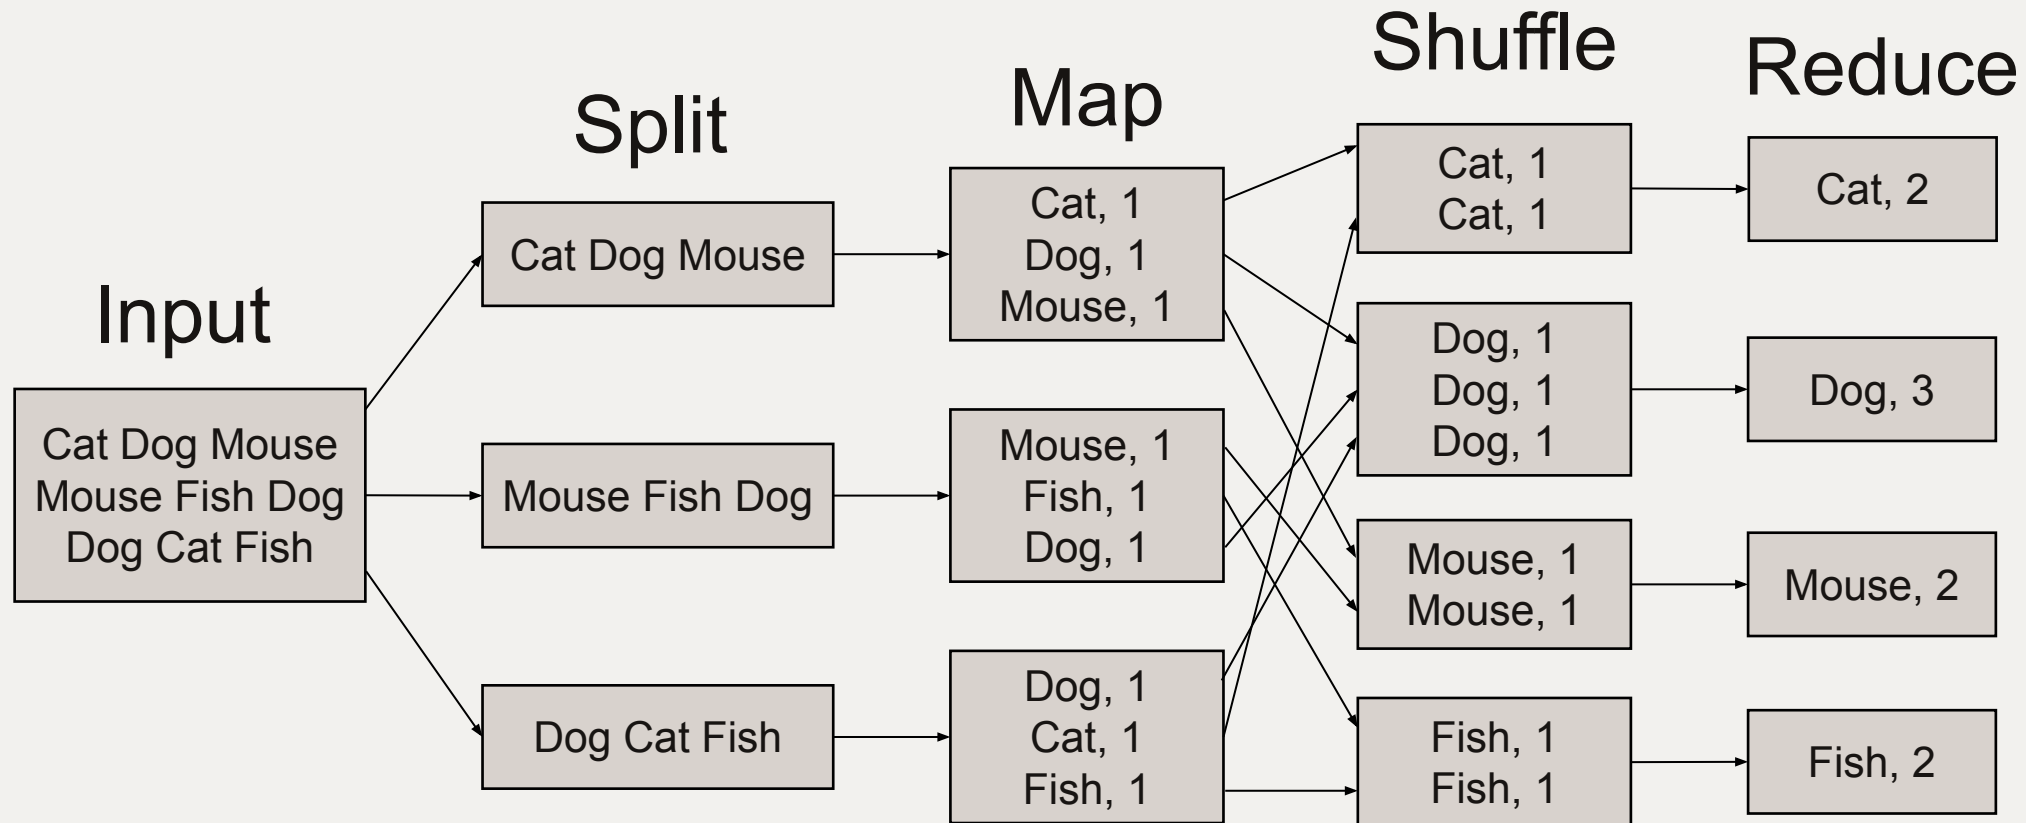 Input
Cat Dog Mouse
Mouse Fish Dog
Dog Cat Fish
Split
Cat Dog Mouse
Mouse Fish Dog
Dog Cat Fish
Map
Cat, 1
Dog, 1
Mouse, 1
Mouse, 1
Fish, 1
Dog, 1
Dog, 1
Cat, 1
Fish, 1
Shuffle
Cat, 1
Cat, 1
Dog, 1
Dog, 1
Dog, 1
Mouse, 1
Mouse, 1
Fish, 1
Fish, 1
Reduce
Cat, 2
Dog, 3
Mouse, 2
Fish, 2